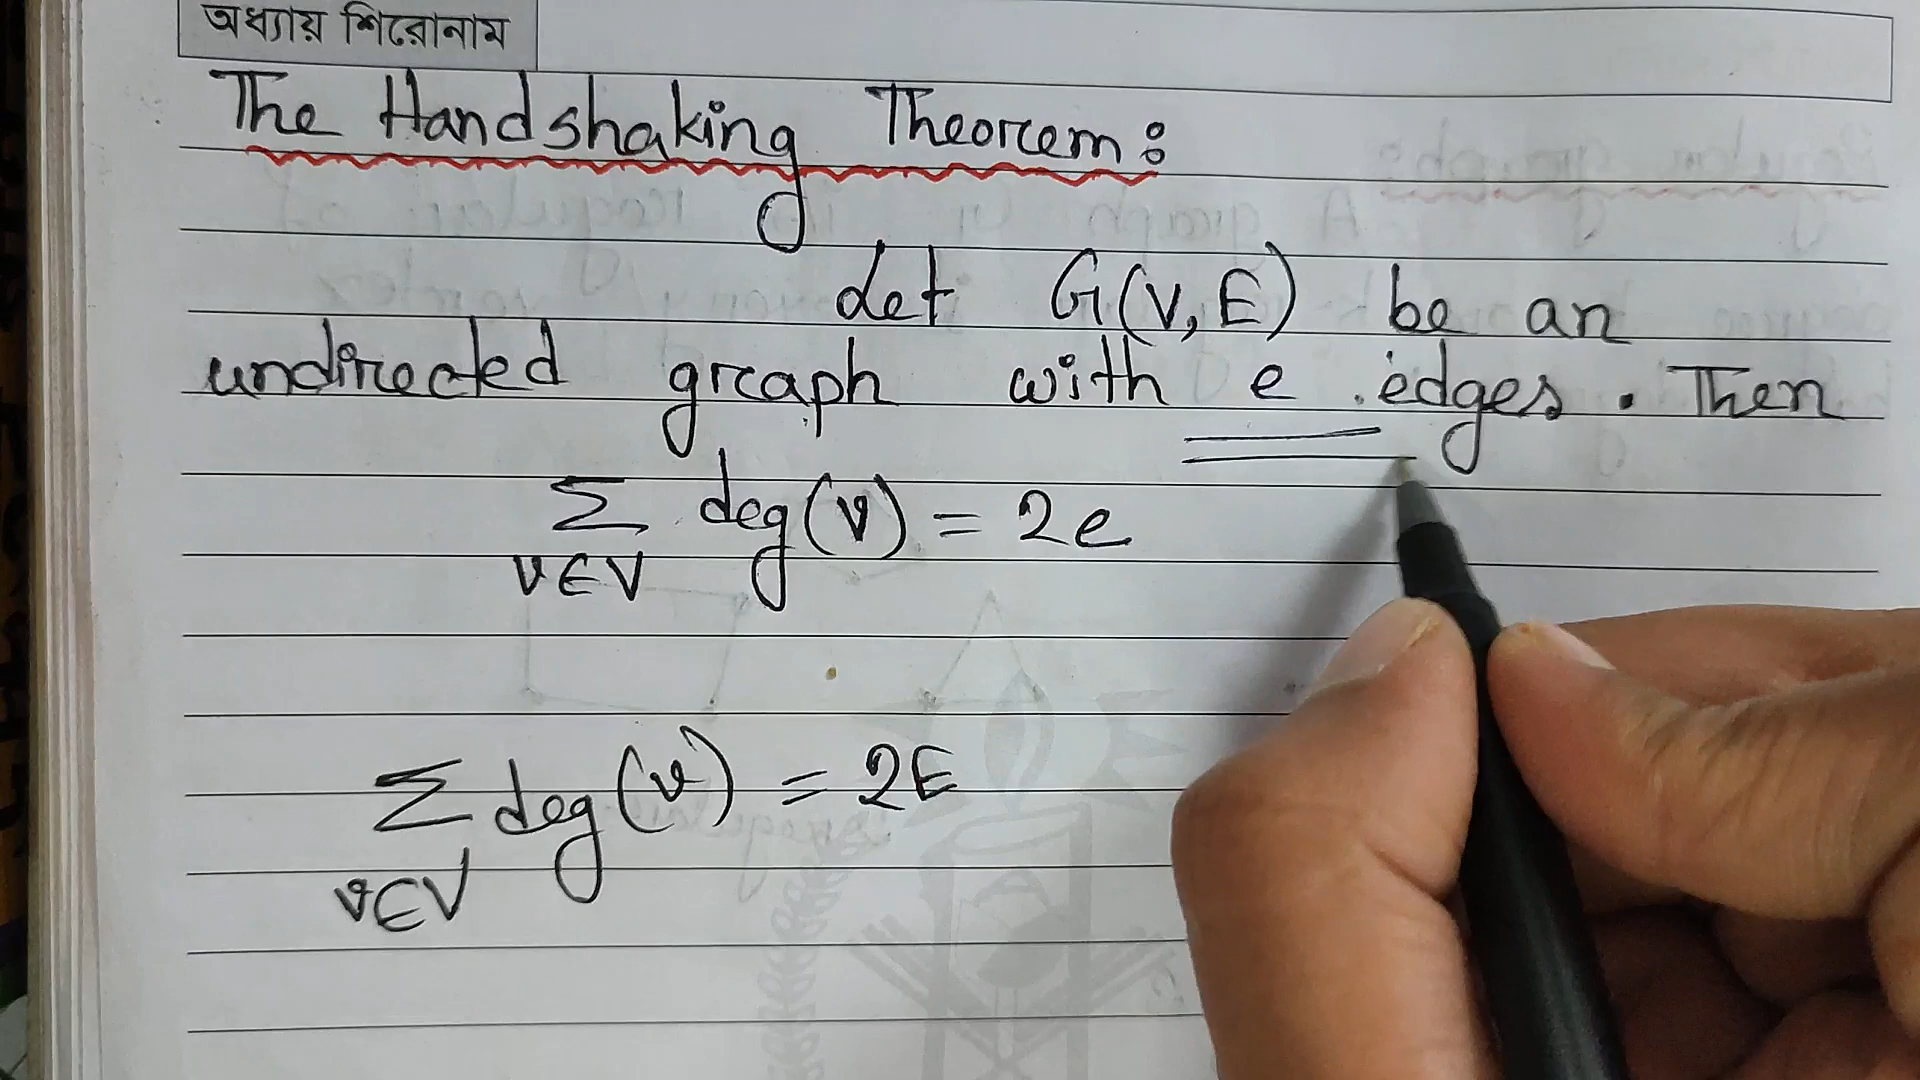 অধ্যায় শিরোনাম
The Handshaking Theorem:
Let G(V,E) be an
undirected graph with e edges. Then
∑ deg(v) = 2e
v∈V
∑ deg(v) = 2E
v∈V